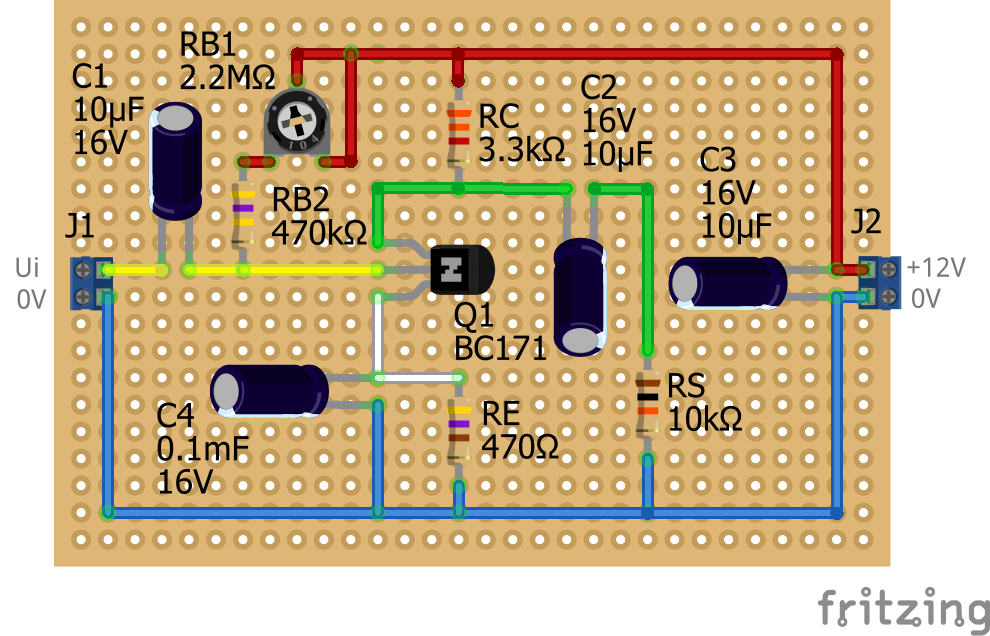 RB1
2.2MΩ
C1
10µF
16V
104
RC
3.3kΩ
C2
16V
10µF
C3
16V
10µF
RB2
470kΩ
J1
J2
Ui
0V
+12V
0V
Q1
BC171
C4
0.1mF
16V
RE
470Ω
RS
10kΩ
fritzing